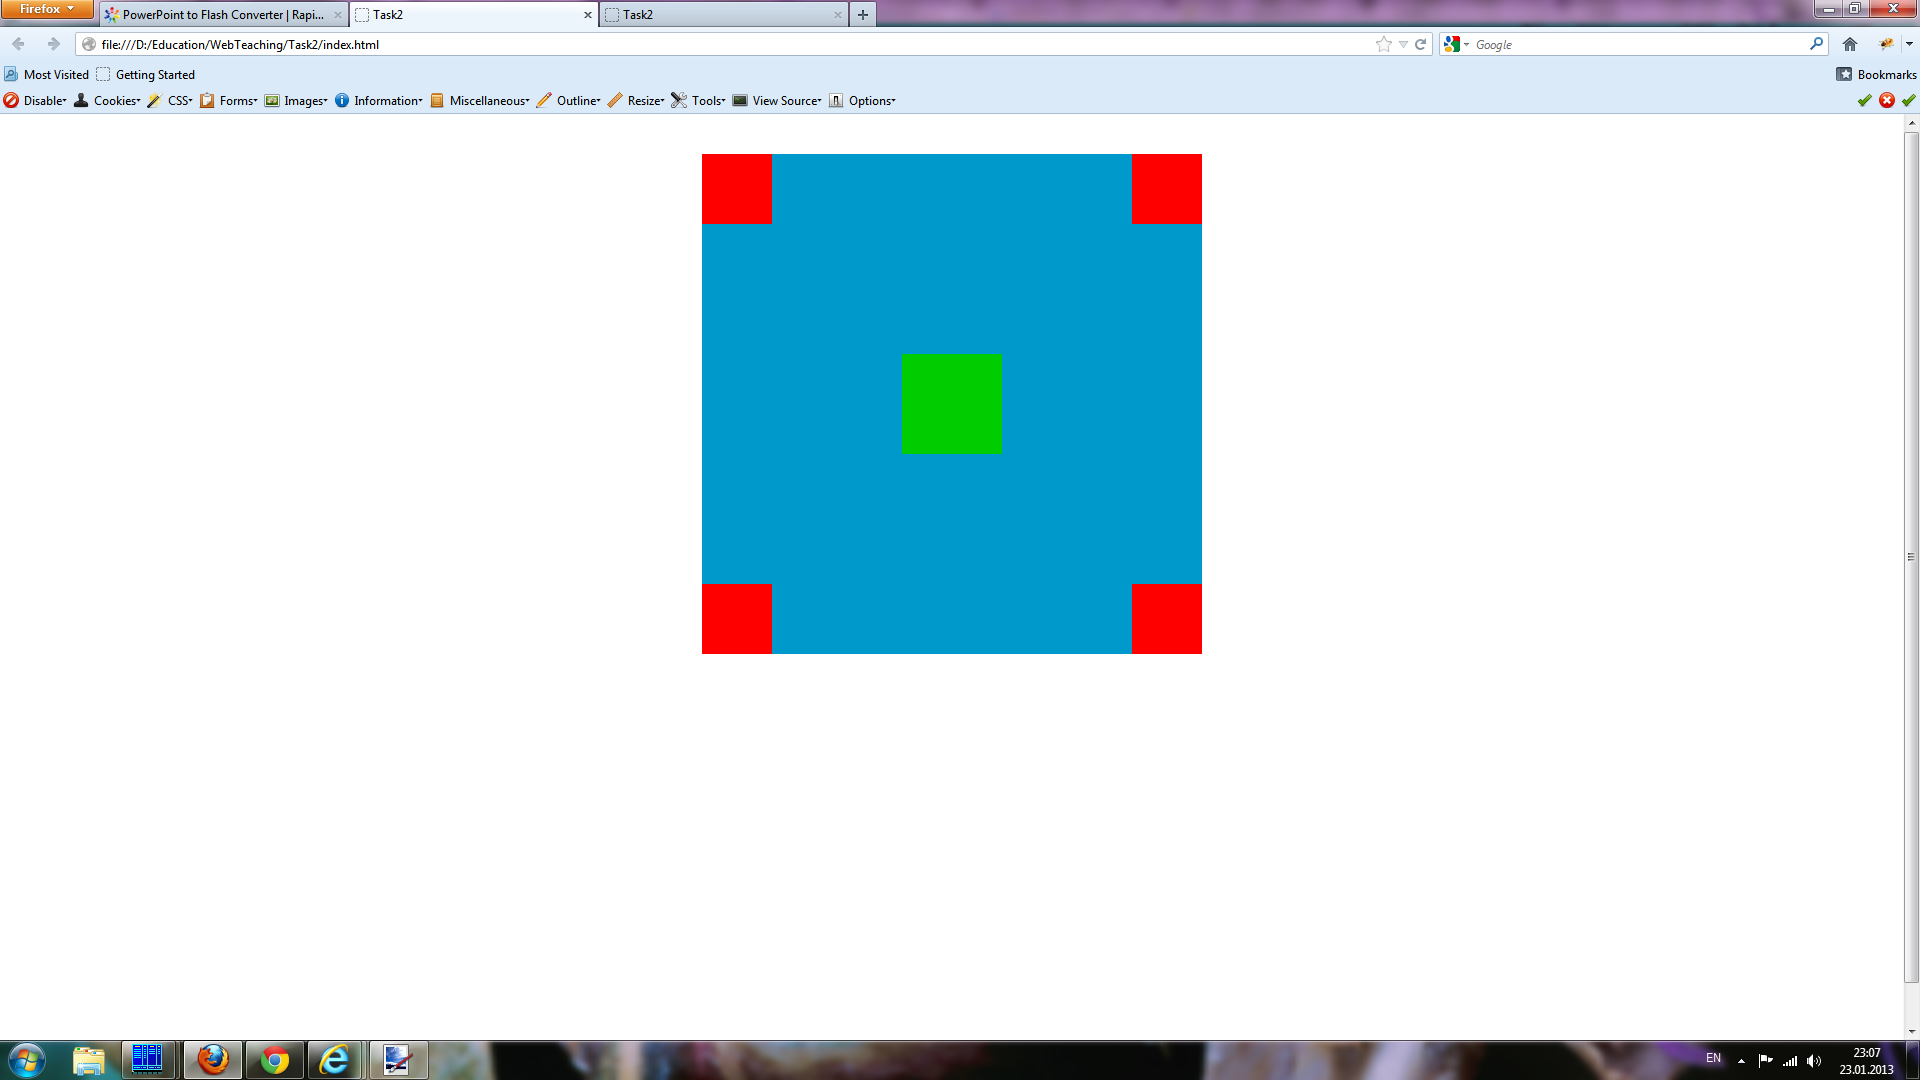 Firefox
PowerPoint to Flash Converter | Rapi...
Task2
Task2
file:///D:/Education/WebTeaching/Task2/index.html
Google
Most Visited
Getting Started
Bookmarks
Disable
Cookies
CSS
Forms
Images
Information
Miscellaneous
Outline
Resize
Tools
View Source
Options
EN
23:07
23.01.2013